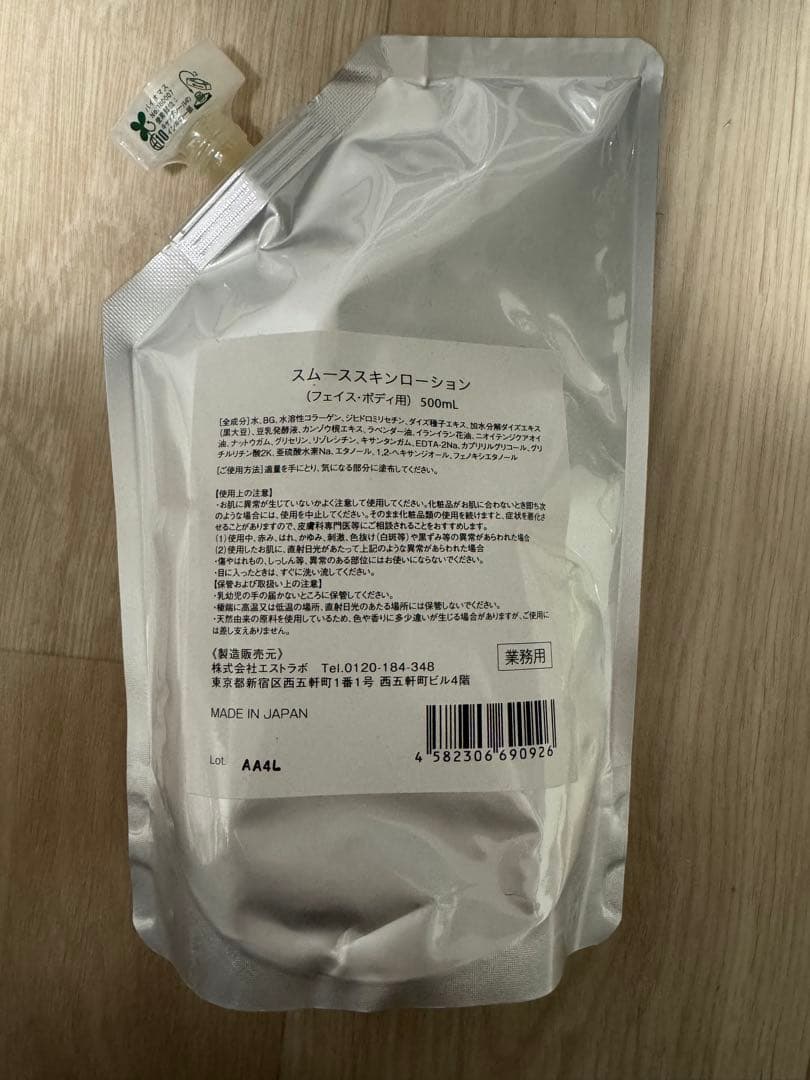 バイオマス
No.100007
スムーススキンローション
(フェイス・ボディ用) 500mL
[全成分]水、BG、水溶性コラーゲン、ジヒドロミリセチン、ダイズ種子エキス、加水分解ダイズエキス
(黒大豆)、豆乳発酵液、カンゾウ根エキス、ラベンダー油、イランイラン花油、ニオイテンジクアオイ
油、ナットウガム、グリセリン、リゾレシチン、キサンタンガム、EDTA-2Na、カプリリルグリコール、グリ
チルリチン酸2K、亜硫酸水素Na、エタノール、1,2-ヘキサンジオール、フェノキシエタノール
[ご使用方法]適量を手にとり、気になる部分に塗布してください。
【使用上の注意】
・お肌に異常が生じていないかよく注意して使用してください。化粧品がお肌に合わないとき即ち次
のような場合には、使用を中止してください。そのまま化粧品類の使用を続けますと、症状を悪化さ
せることがありますので、皮膚科専門医等にご相談されることをおすすめします。
(1)使用中、赤み、はれ、かゆみ、刺激、色抜け(白斑等)や黒ずみ等の異常があらわれた場合
(2)使用したお肌に、直射日光があたって上記のような異常があらわれた場合
・傷やはれもの、しっしん等、異常のある部位にはお使いにならないでください。
・目に入ったときは、すぐに洗い流してください。
【保管および取扱い上の注意】
・乳幼児の手の届かないところに保管してください。
・極端に高温又は低温の場所、直射日光のあたる場所には保管しないでください。
・天然由来の原料を使用しているため、色や香りに多少違いが生じる場合がありますが、ご使用に
は差し支えありません。
《製造販売元》
株式会社エストラボ Tel.0120-184-348
東京都新宿区西五軒町1番1号 西五軒町ビル4階
業務用
MADE IN JAPAN
Lot. AA4L
4 582306 690926